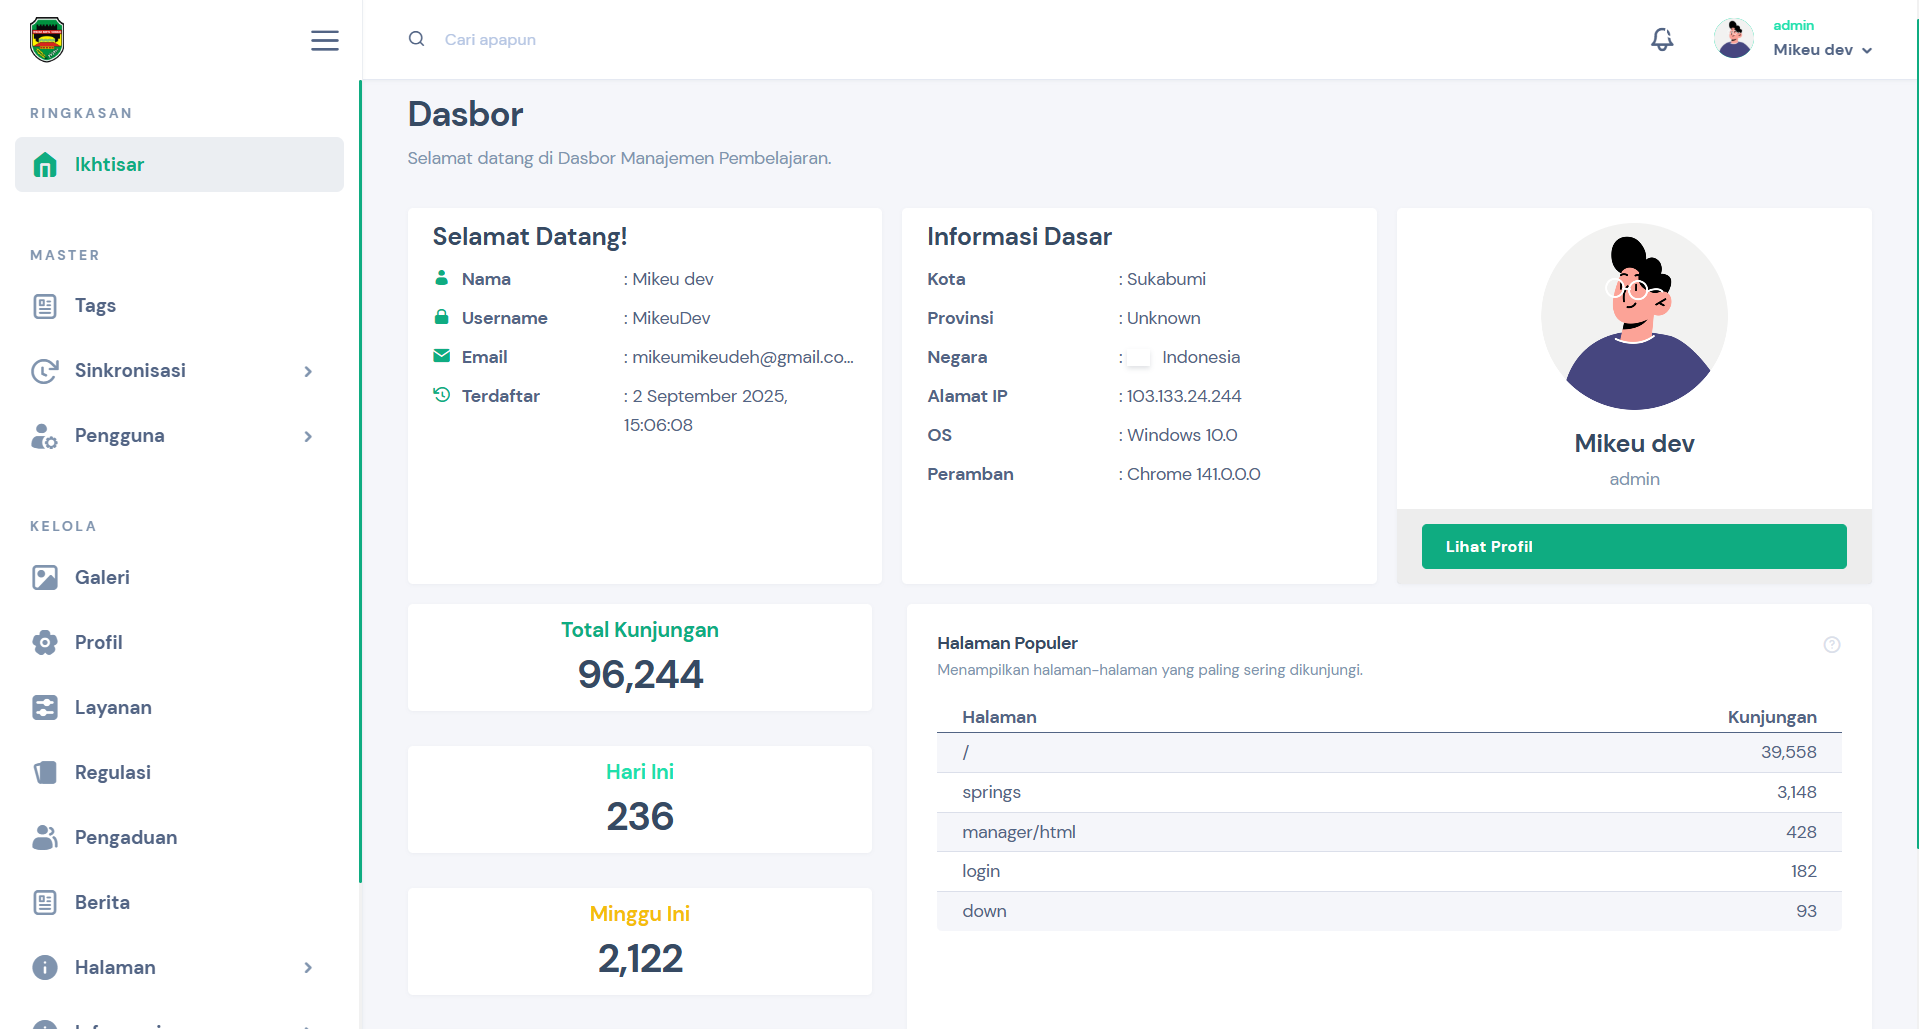 Cari apapun
admin
Mikeu dev
RINGKASAN
Ikhtisar
MASTER
Tags
Sinkronisasi
Pengguna
KELOLA
Galeri
Profil
Layanan
Regulasi
Pengaduan
Berita
Halaman
Dasbor
Selamat datang di Dasbor Manajemen Pembelajaran.
Selamat Datang!
Nama : Mikeu dev
Username : MikeuDev
Email : mikeumikeudeh@gmail.co...
Terdaftar : 2 September 2025,
15:06:08
Informasi Dasar
Kota : Sukabumi
Provinsi : Unknown
Negara : Indonesia
Alamat IP : 103.133.24.244
OS : Windows 10.0
Peramban : Chrome 141.0.0.0
Mikeu dev
admin
Lihat Profil
Total Kunjungan
96,244
Hari Ini
236
Minggu Ini
2,122
Halaman Populer
Menampilkan halaman-halaman yang paling sering dikunjungi.
Halaman Kunjungan
/ 39,558
springs 3,148
manager/html 428
login 182
down 93